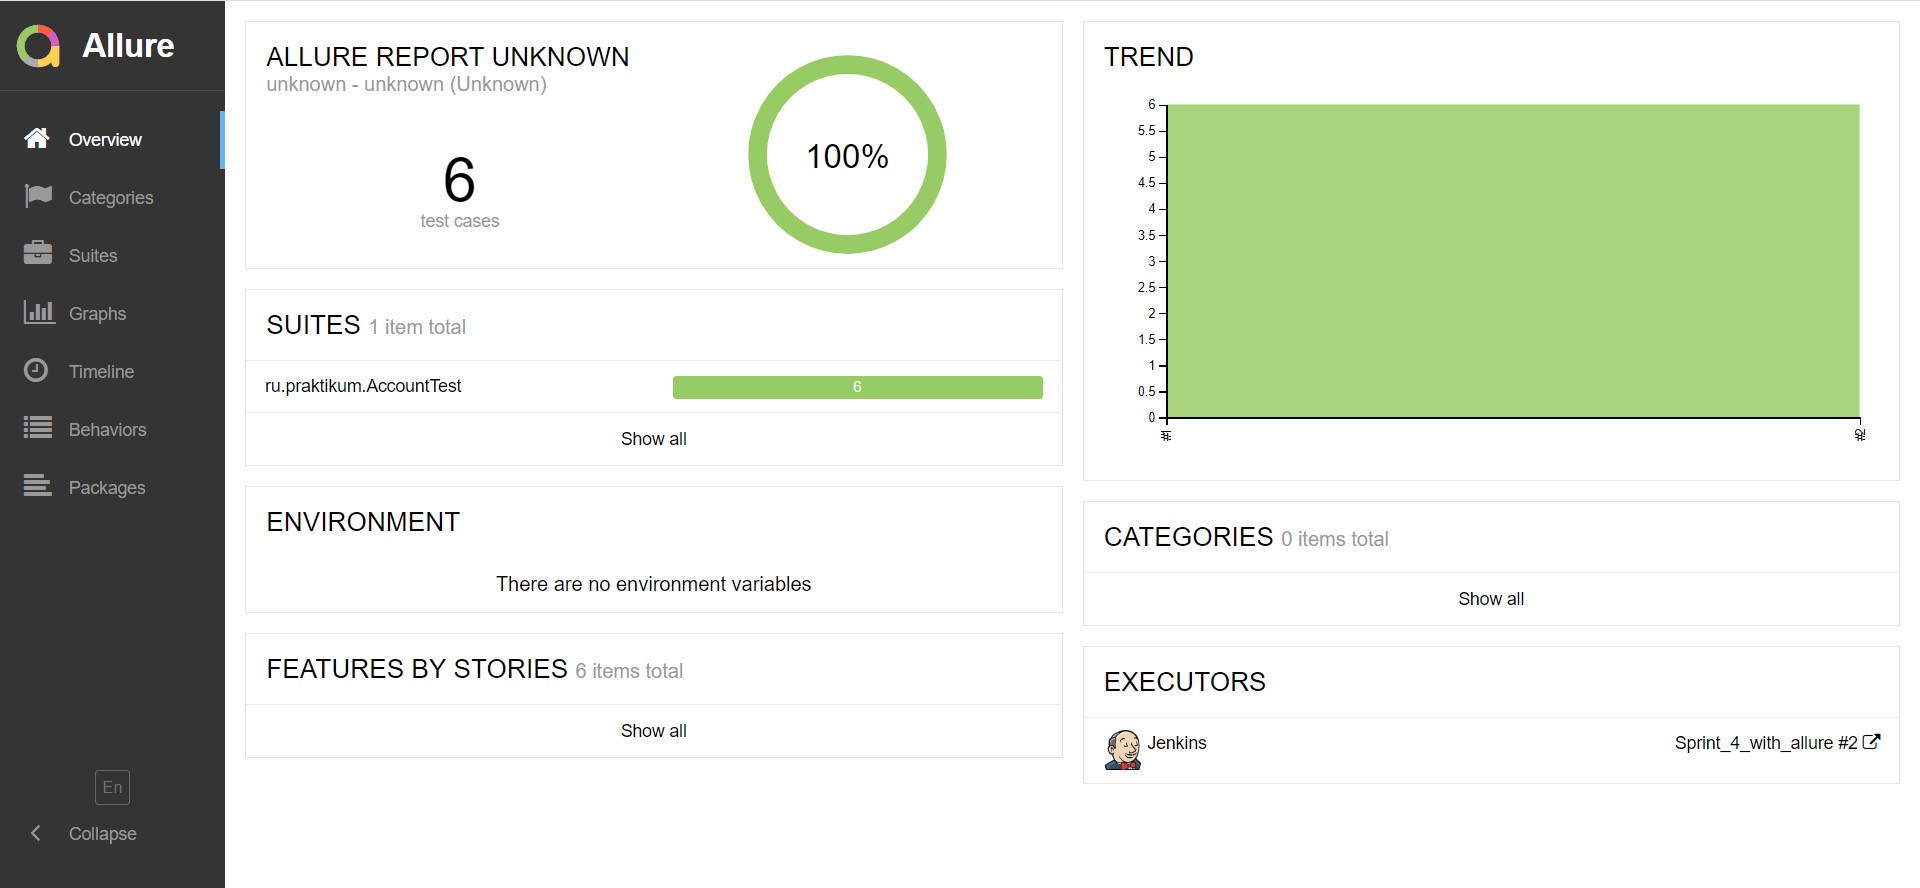 Allure
Overview
Categories
Suites
Graphs
Timeline
Behaviors
Packages
En
Collapse
ALLURE REPORT UNKNOWN
unknown - unknown (Unknown)
6
test cases
100%
SUITES 1 item total
ru.praktikum.AccountTest 6
Show all
ENVIRONMENT
There are no environment variables
FEATURES BY STORIES 6 items total
Show all
TREND
6
5.5
5
4.5
4
3.5
3
2.5
2
1.5
1
0.5
0
#1
#2
CATEGORIES 0 items total
Show all
EXECUTORS
Jenkins Sprint_4_with_allure #2